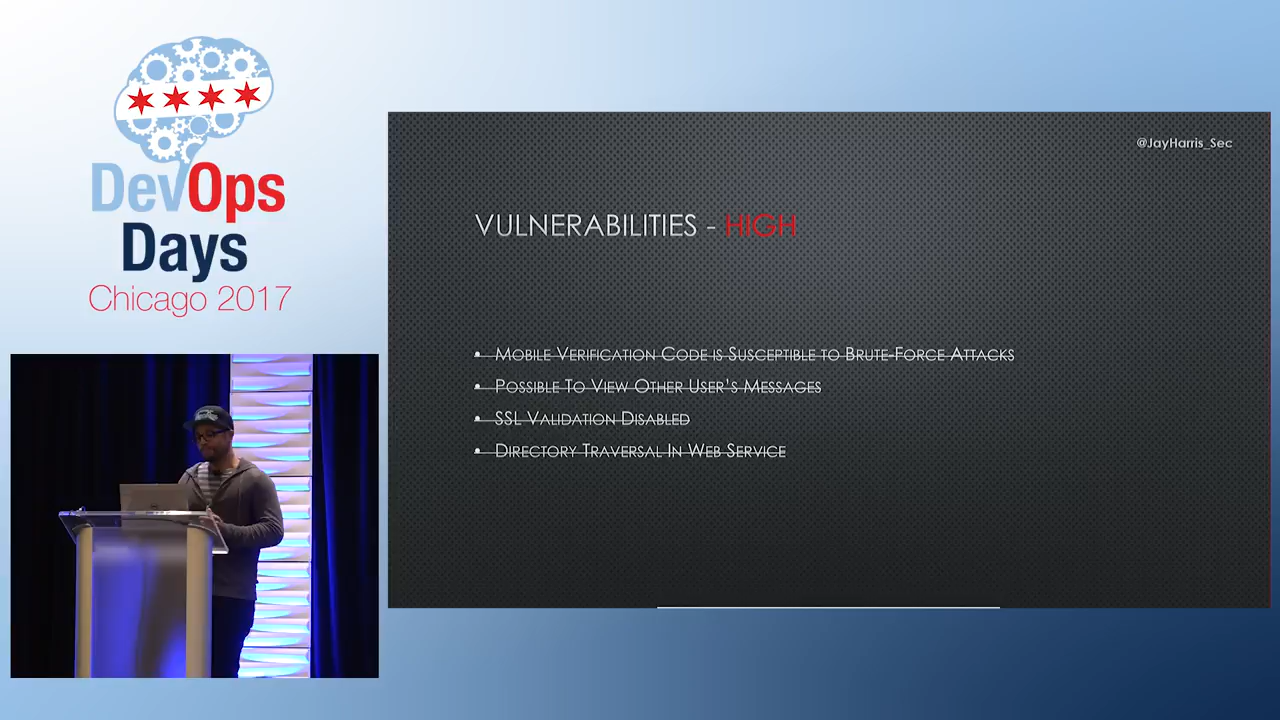 DevOps
Days
Chicago 2017
@JayHarris_Sec
VULNERABILITIES - HIGH
• MOBILE VERIFICATION CODE IS SUSCEPTIBLE TO BRUTE-FORCE ATTACKS
• POSSIBLE TO VIEW OTHER USER'S MESSAGES
• SSL VALIDATION DISABLED
• DIRECTORY TRAVERSAL IN WEB SERVICE